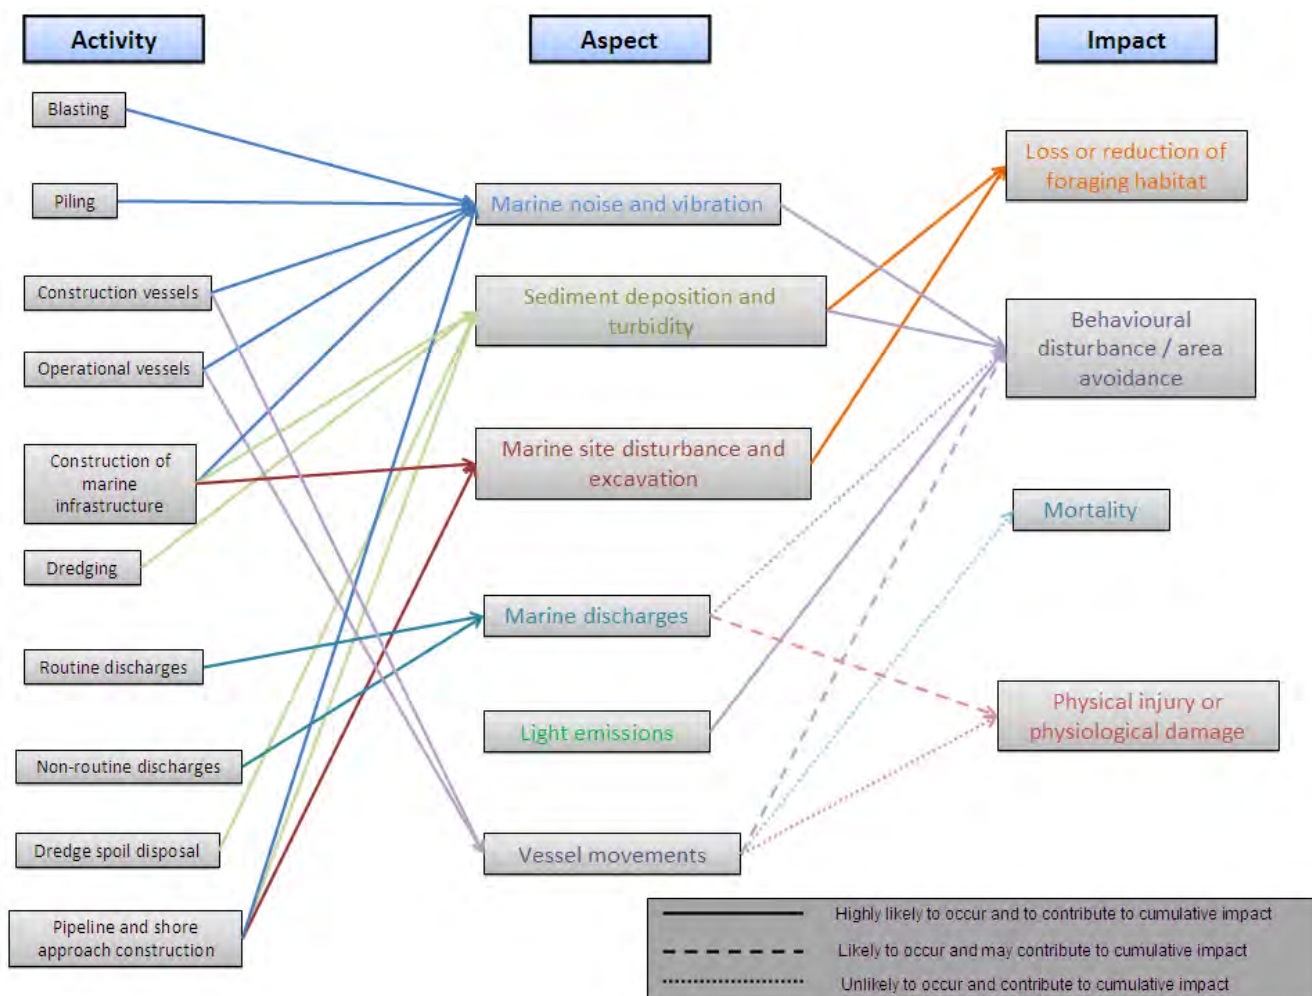 Activity
Aspect
Impact
Blasting
Piling
Construction vessels
Operational vessels
Construction of
marine
infrastructure
Dredging
Routine discharges
Non-routine discharges
Dredge spoil disposal
Pipeline and shore
approach construction
Marine noise and vibration
Sediment deposition and
turbidity
Marine site disturbance and
excavation
Marine discharges
Light emissions
Vessel movements
Loss or reduction of
foraging habitat
Behavioural
disturbance / area
avoidance
Mortality
Physical injury or
physiological damage
Highly likely to occur and to contribute to cumulative impact
Likely to occur and may contribute to cumulative impact
Unlikely to occur and contribute to cumulative impact